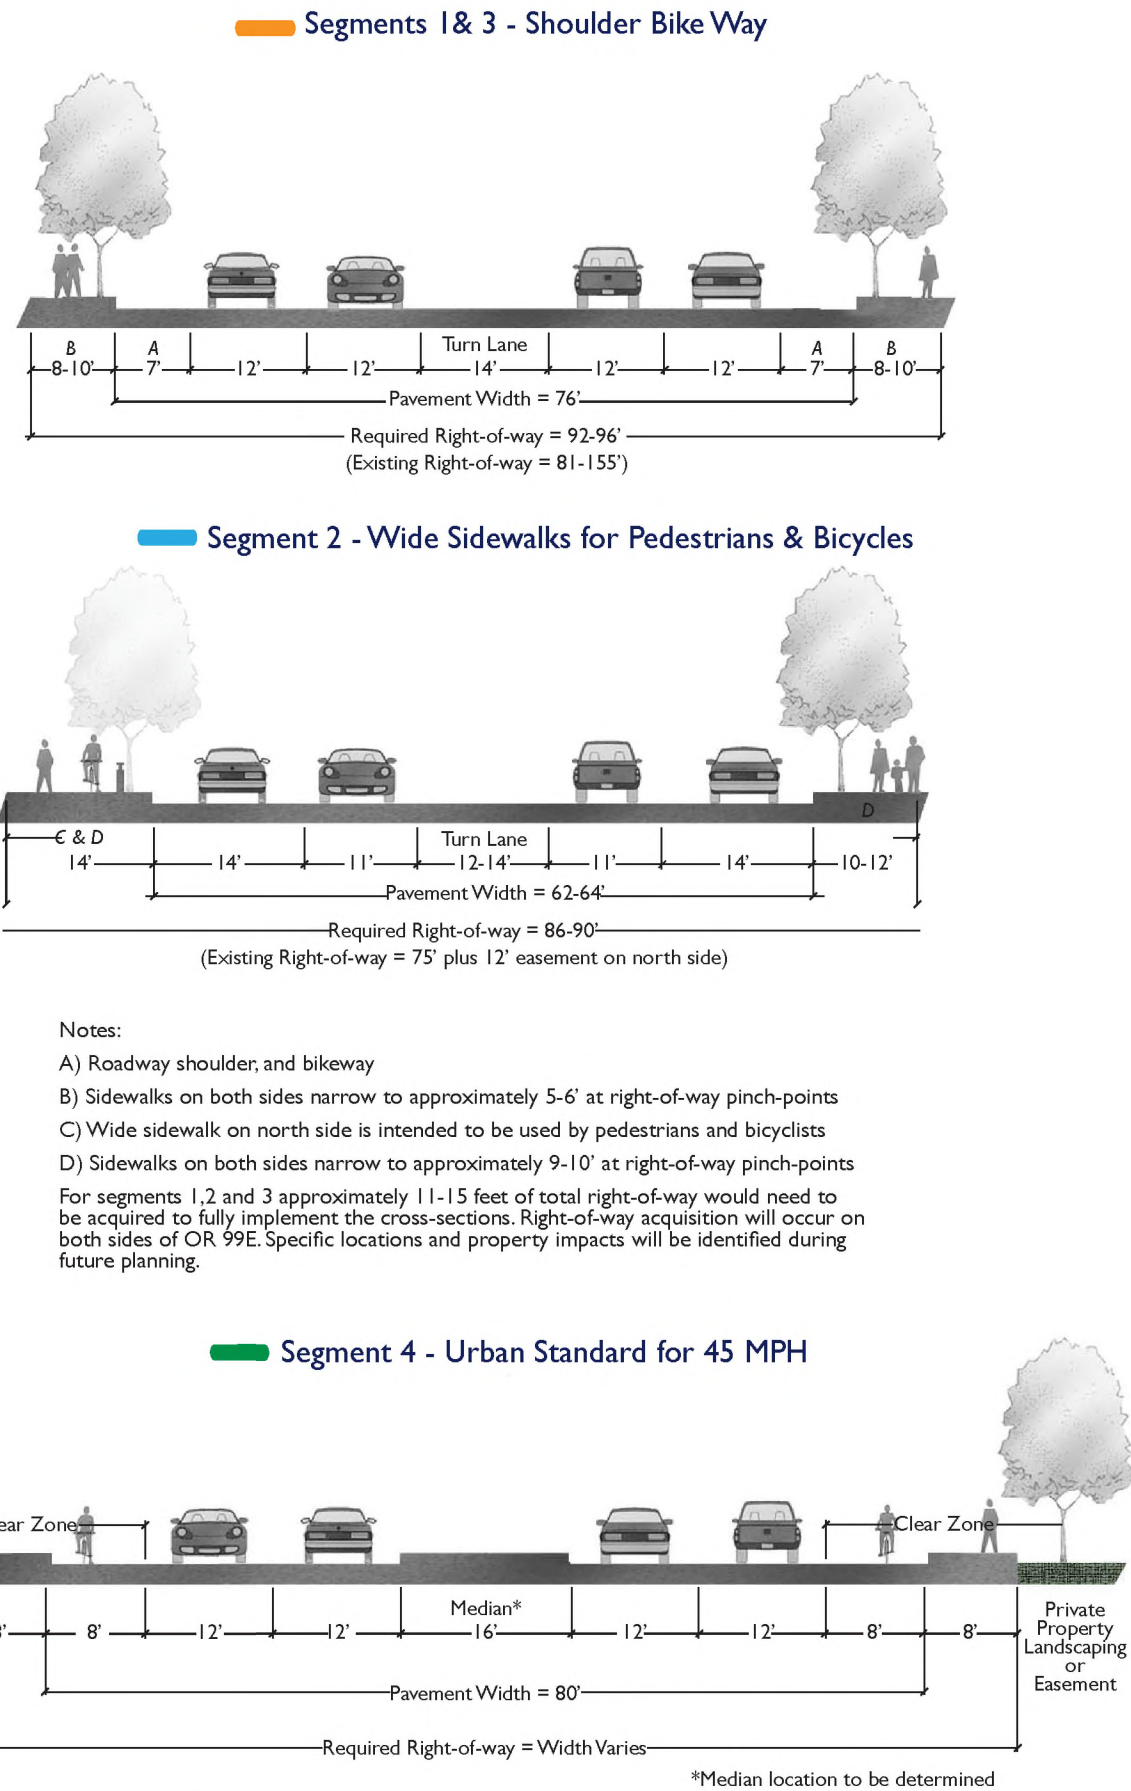 Segments 1& 3 - Shoulder Bike Way
B A Turn Lane A B
8-10' 7' 12' 12' 14' 12' 12' 7' 8-10'
Pavement Width = 76'
Required Right-of-way = 92-96'
(Existing Right-of-way = 81-155')
Segment 2 - Wide Sidewalks for Pedestrians & Bicycles
D
C & D Turn Lane
14' 14' 11' 12-14' 11' 14' 10-12'
Pavement Width = 62-64'
Required Right-of-way = 86-90'
(Existing Right-of-way = 75' plus 12' easement on north side)
Notes:
A) Roadway shoulder, and bikeway
B) Sidewalks on both sides narrow to approximately 5-6' at right-of-way pinch-points
C) Wide sidewalk on north side is intended to be used by pedestrians and bicyclists
D) Sidewalks on both sides narrow to approximately 9-10' at right-of-way pinch-points
For segments 1,2 and 3 approximately 11-15 feet of total right-of-way would need to
be acquired to fully implement the cross-sections. Right-of-way acquisition will occur on
both sides of OR 99E. Specific locations and property impacts will be identified during
future planning.
Segment 4 - Urban Standard for 45 MPH
ear Zone Clear Zone
Median*
8' 12' 12' 16' 12' 12' 8' 8'
Private
Property
Landscaping
or
Easement
Pavement Width = 80'
Required Right-of-way = Width Varies
*Median location to be determined